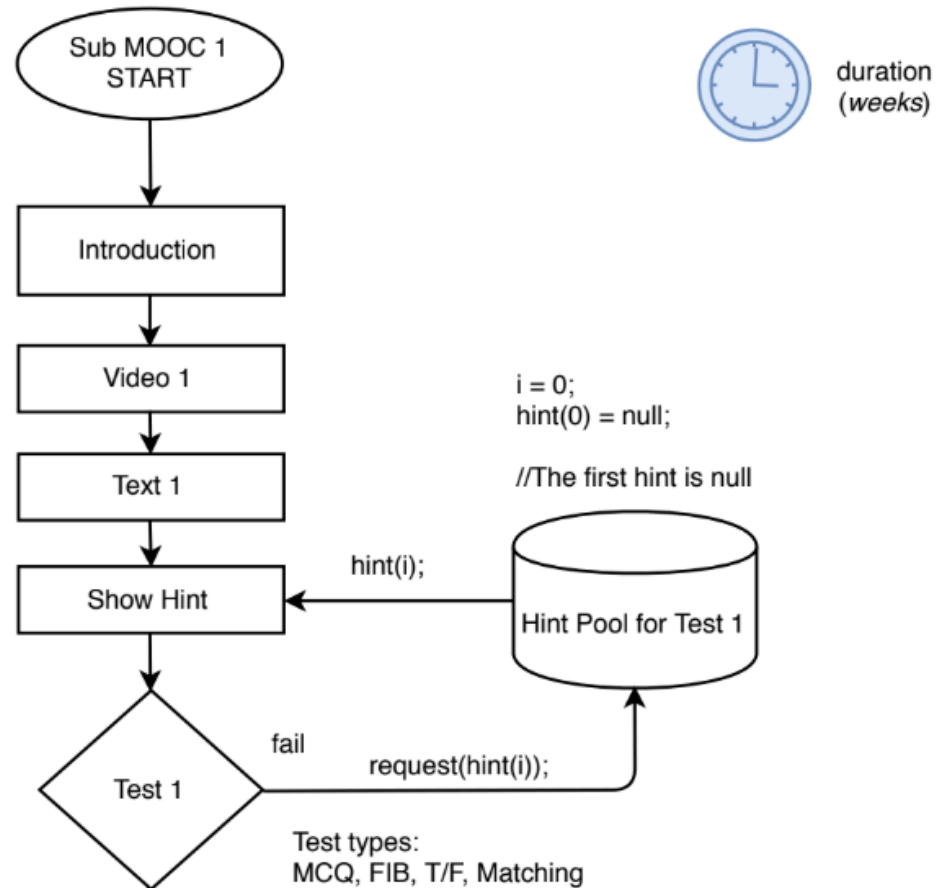 Sub MOOC 1
START
duration
(weeks)
Introduction
Video 1
i = 0;
hint(0) = null;
Text 1
//The first hint is null
hint(i);
Show Hint
Hint Pool for Test 1
fail
request(hint(i));
Test 1
Test types:
MCQ, FIB, T/F, Matching